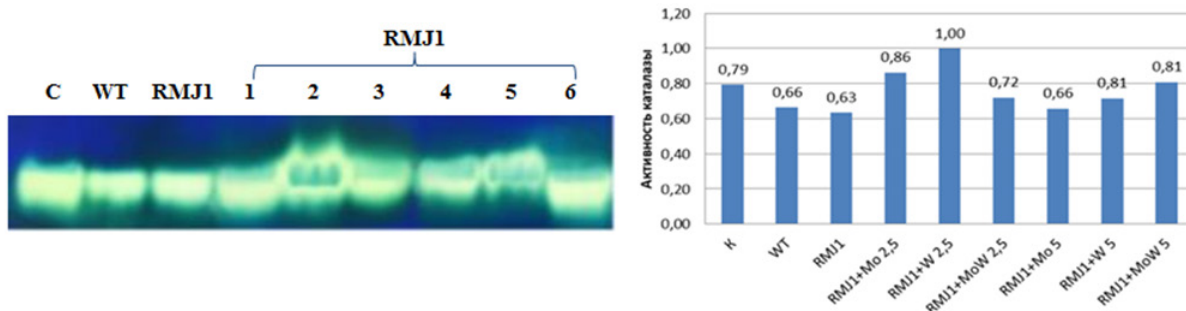 RMJ1
C WT RMJ1 1 2 3 4 5 6
Активность каталазы
1,20
1,00
0,80
0,60
0,40
0,20
0,00
0,79
0,66
0,63
0,86
1,00
0,72
0,66
0,81
0,81
К
WT
RMJ1
RMJ1+Mo 2,5
RMJ1+W 2,5
RMJ1+MoW 2,5
RMJ1+Mo 5
RMJ1+W 5
RMJ1+MoW 5